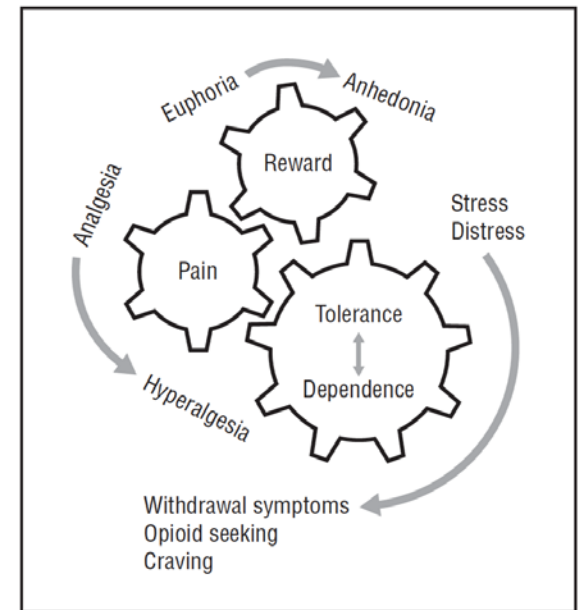 Euphoria
Anhedonia
Reward
Analgesia
Pain
Hyperalgesia
Stress
Distress
Tolerance
Dependence
Withdrawal symptoms
Opioid seeking
Craving